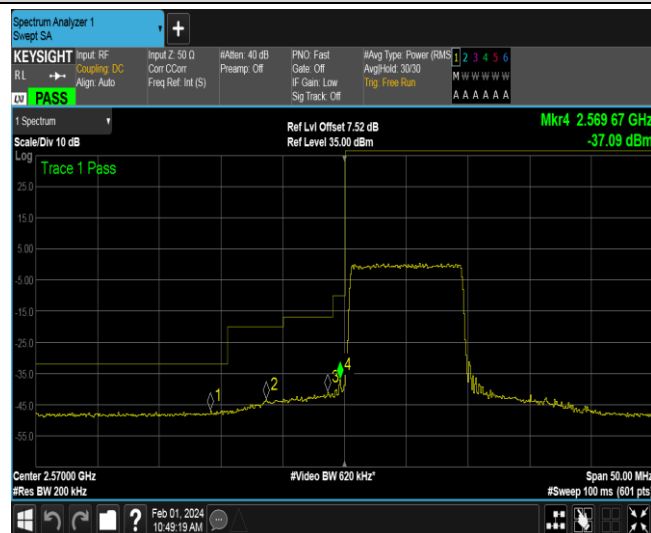 Spectrum Analyzer 1
Swept SA
+
KEYSIGHT
RL
LXI PASS
Input: RF
Coupling: DC
Align: Auto
Input Z: 50 Ω
Corr CCorr
Freq Ref: Int (S)
#Atten: 40 dB
Preamp: Off
PNO: Fast
Gate: Off
IF Gain: Low
Sig Track: Off
#Avg Type: Power (RMS
Avg|Hold: 30/30
Trig: Free Run
1 2 3 4 5 6
M W W W W W
A A A A A A
1 Spectrum
Scale/Div 10 dB
Ref Lvl Offset 7.52 dB
Ref Level 35.00 dBm
Mkr4 2.569 67 GHz
-37.09 dBm
Log
Trace 1 Pass
25.0
15.0
5.00
-5.00
-15.0
-25.0
-35.0
-45.0
-55.0
1
2
3
4
Center 2.57000 GHz
#Video BW 620 kHz*
Span 50.00 MHz
#Res BW 200 kHz
#Sweep 100 ms (601 pts)
?
Feb 01, 2024
10:49:19 AM